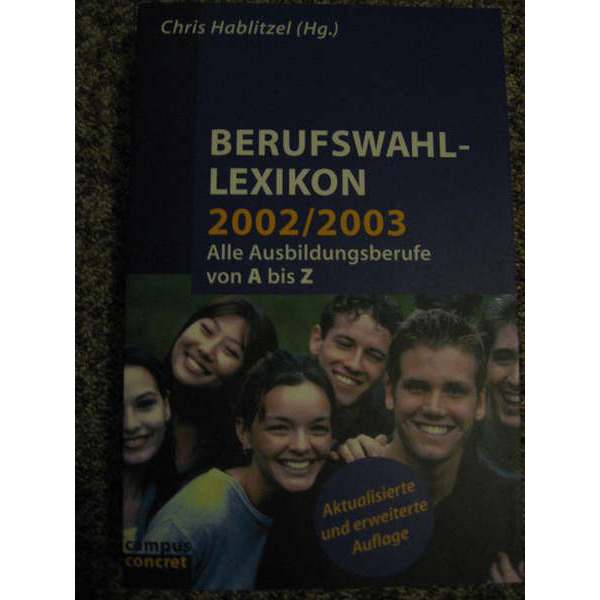 Chris Hablitzel (Hg.)
BERUFSWAHL-
LEXIKON
2002/2003
Alle Ausbildungsberufe
von A bis Z
Aktualisierte
und erweiterte
Auflage
campus
concret